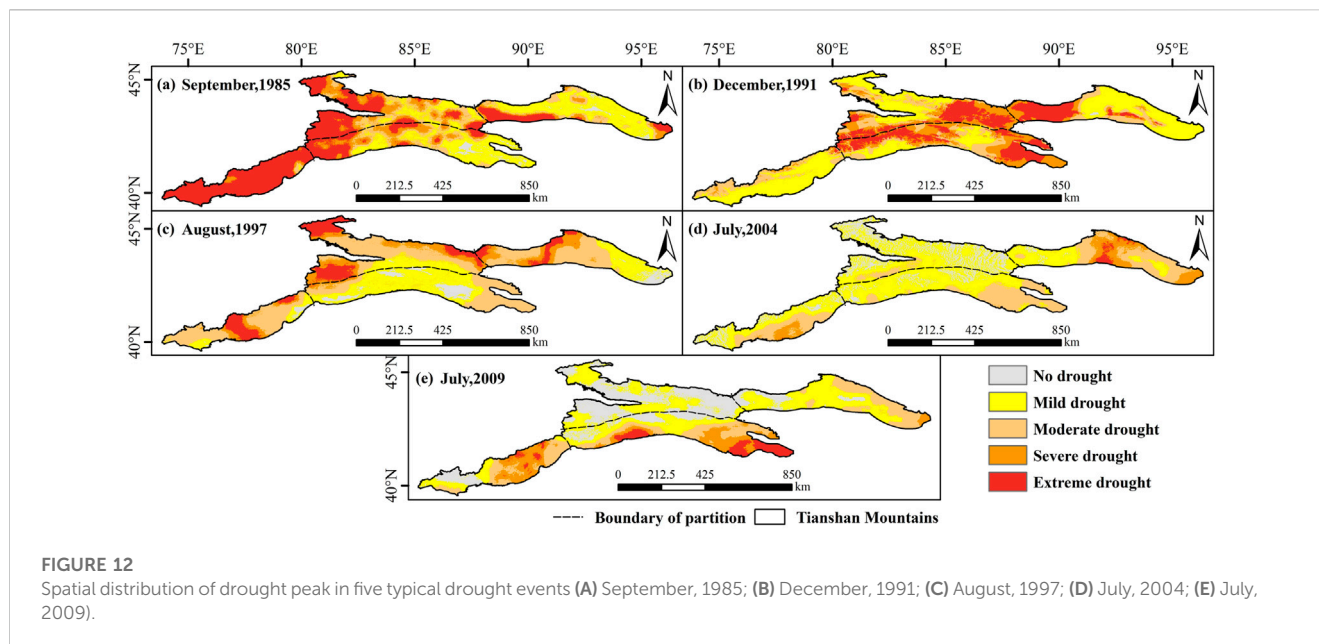 75°E 80°E 85°E 90°E 95°E 75°E 80°E 85°E 90°E 95°E
45°N (a) September,1985 N (b) December,1991 N
40°N 0 212.5 425 850 0 212.5 425 850
km km
45°N (c) August,1997 N (d) July,2004 N
40°N 0 212.5 425 850 0 212.5 425 850
km km
45°N (e) July,2009 N
40°N 0 212.5 425 850
km
No drought
Mild drought
Moderate drought
Severe drought
Extreme drought
Boundary of partition Tianshan Mountains
FIGURE 12
Spatial distribution of drought peak in five typical drought events (A) September, 1985; (B) December, 1991; (C) August, 1997; (D) July, 2004; (E) July,
2009).